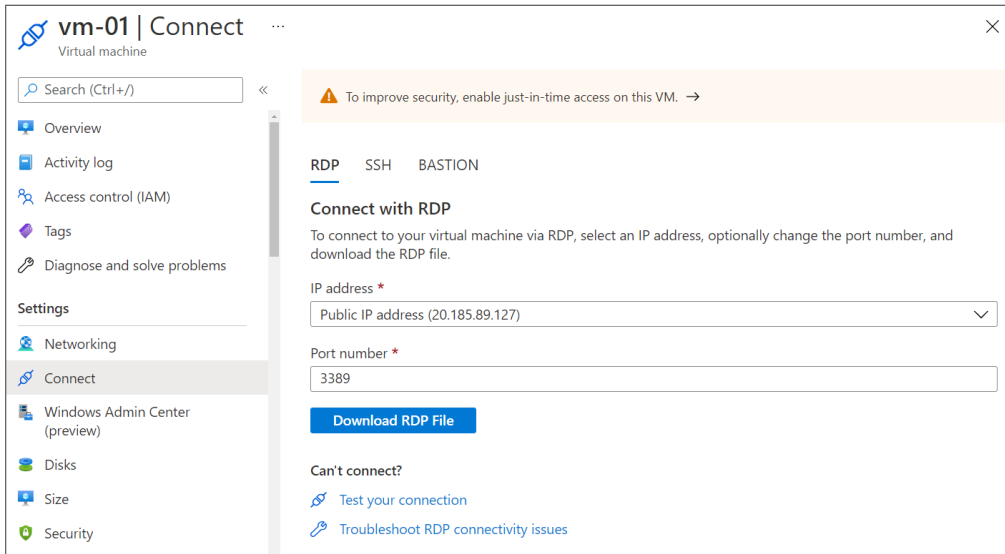 vm-01 | Connect ...
Virtual machine
Search (Ctrl+/)
«
Overview
Activity log
Access control (IAM)
Tags
Diagnose and solve problems
Settings
Networking
Connect
Windows Admin Center
(preview)
Disks
Size
Security
To improve security, enable just-in-time access on this VM. →
RDP SSH BASTION
Connect with RDP
To connect to your virtual machine via RDP, select an IP address, optionally change the port number, and
download the RDP file.
IP address *
Public IP address (20.185.89.127)
Port number *
3389
Download RDP File
Can't connect?
Test your connection
Troubleshoot RDP connectivity issues